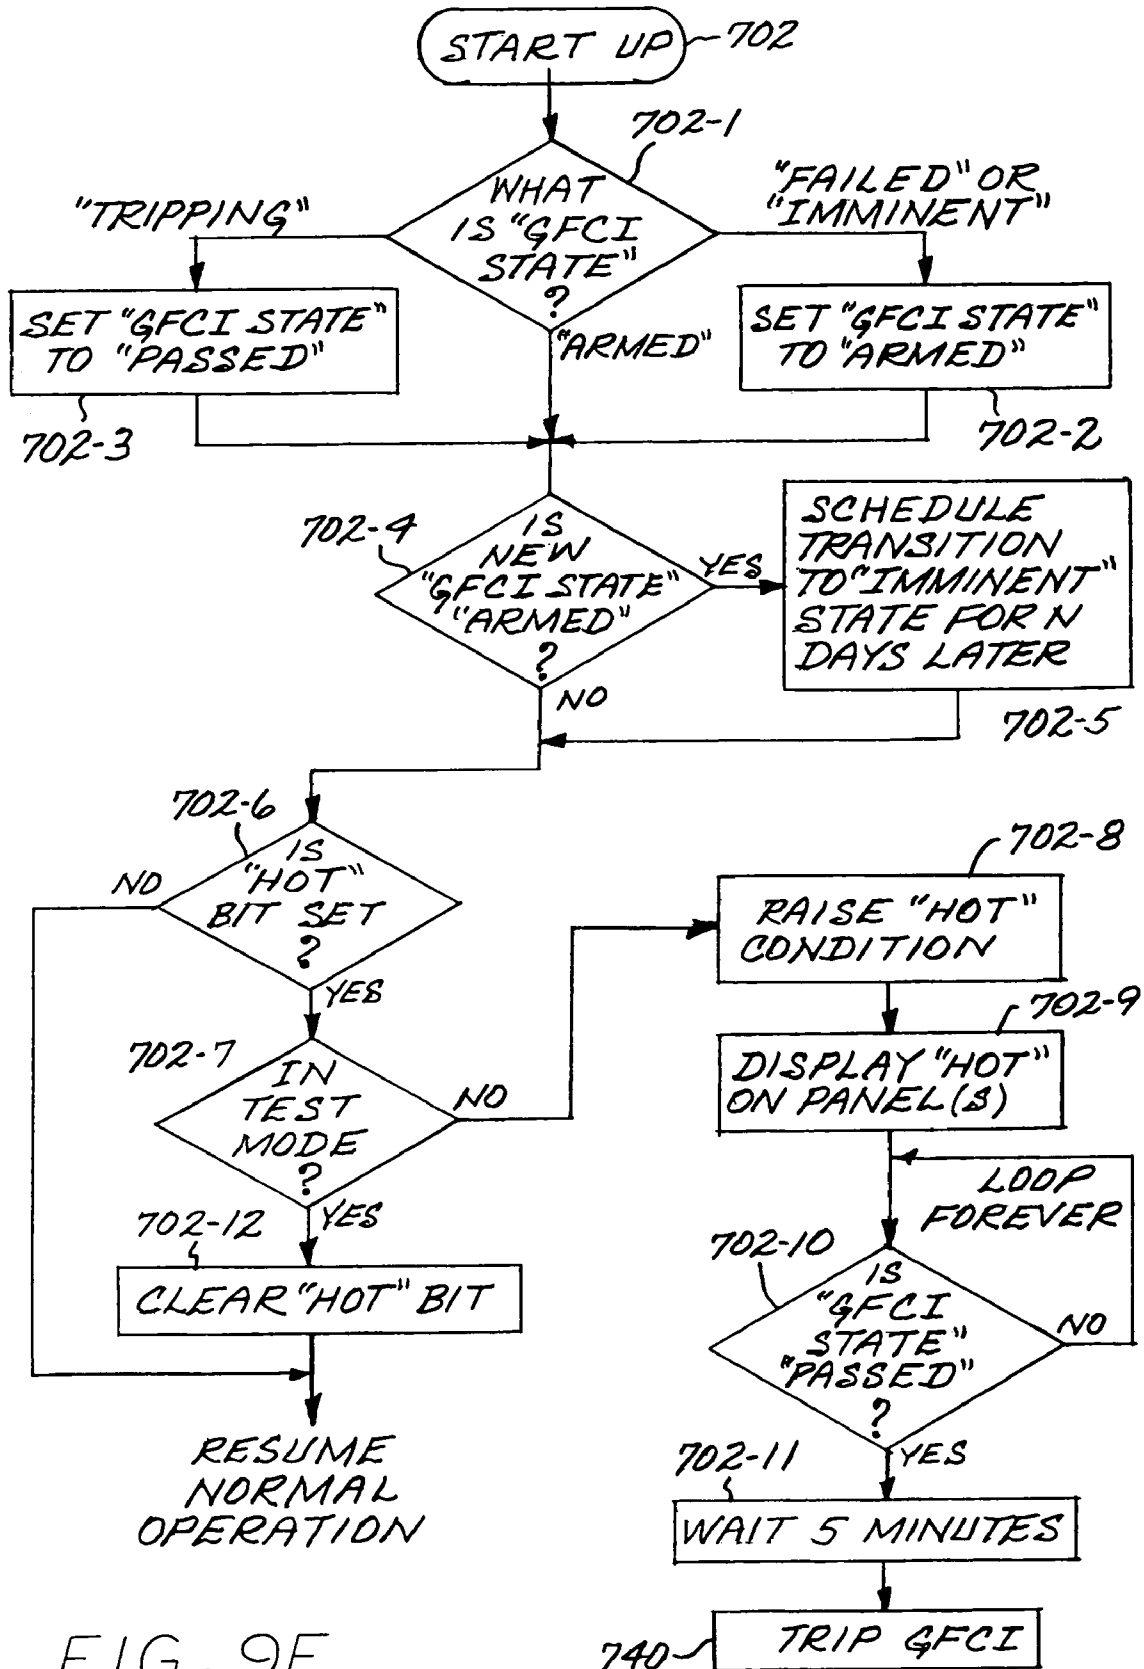 START UP
702
702-1
WHAT
IS "GFCI
STATE"
?
"TRIPPING"
"FAILED" OR
"IMMINENT"
"ARMED"
SET "GFCI STATE"
TO "PASSED"
702-3
SET "GFCI STATE"
TO "ARMED"
702-2
702-4
IS
NEW
"GFCI STATE"
"ARMED"
?
YES
NO
SCHEDULE
TRANSITION
TO "IMMINENT"
STATE FOR N
DAYS LATER
702-5
702-6
IS
"HOT"
BIT SET
?
NO
YES
702-7
IN
TEST
MODE
?
NO
YES
702-12
CLEAR "HOT" BIT
RESUME
NORMAL
OPERATION
702-8
RAISE "HOT"
CONDITION
702-9
DISPLAY "HOT"
ON PANEL(S)
LOOP
FOREVER
702-10
IS
"GFCI
STATE"
"PASSED"
?
NO
YES
702-11
WAIT 5 MINUTES
740
TRIP GFCI